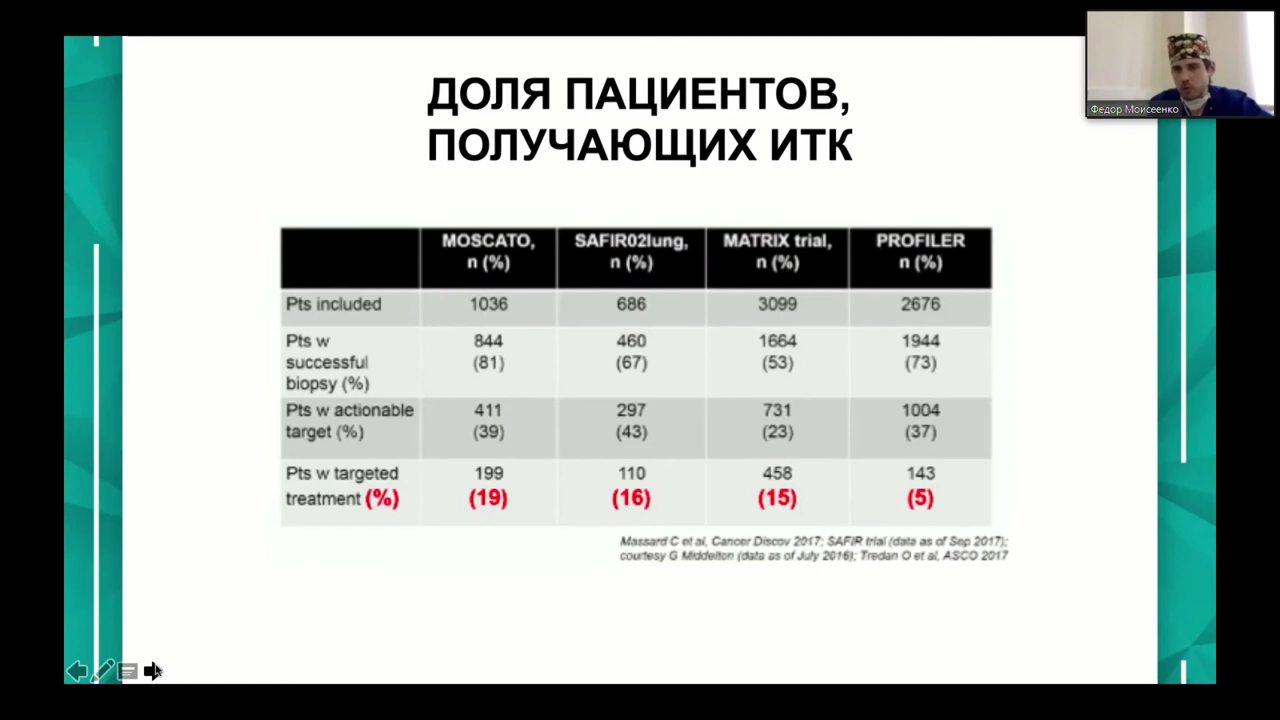 ДОЛЯ ПАЦИЕНТОВ,
ПОЛУЧАЮЩИХ ИТК
Федор Моисеенко
MOSCATO, n (%)
SAFIR02lung, n (%)
MATRIX trial, n (%)
PROFILER n (%)
Pts included 1036 686 3099 2676
Pts w successful biopsy (%) 844 (81) 460 (67) 1664 (53) 1944 (73)
Pts w actionable target (%) 411 (39) 297 (43) 731 (23) 1004 (37)
Pts w targeted treatment (%) 199 (19) 110 (16) 458 (15) 143 (5)
Massard C et al, Cancer Discov 2017; SAFIR trial (data as of Sep 2017);
courtesy G Middelton (data as of July 2016); Tredan O et al, ASCO 2017